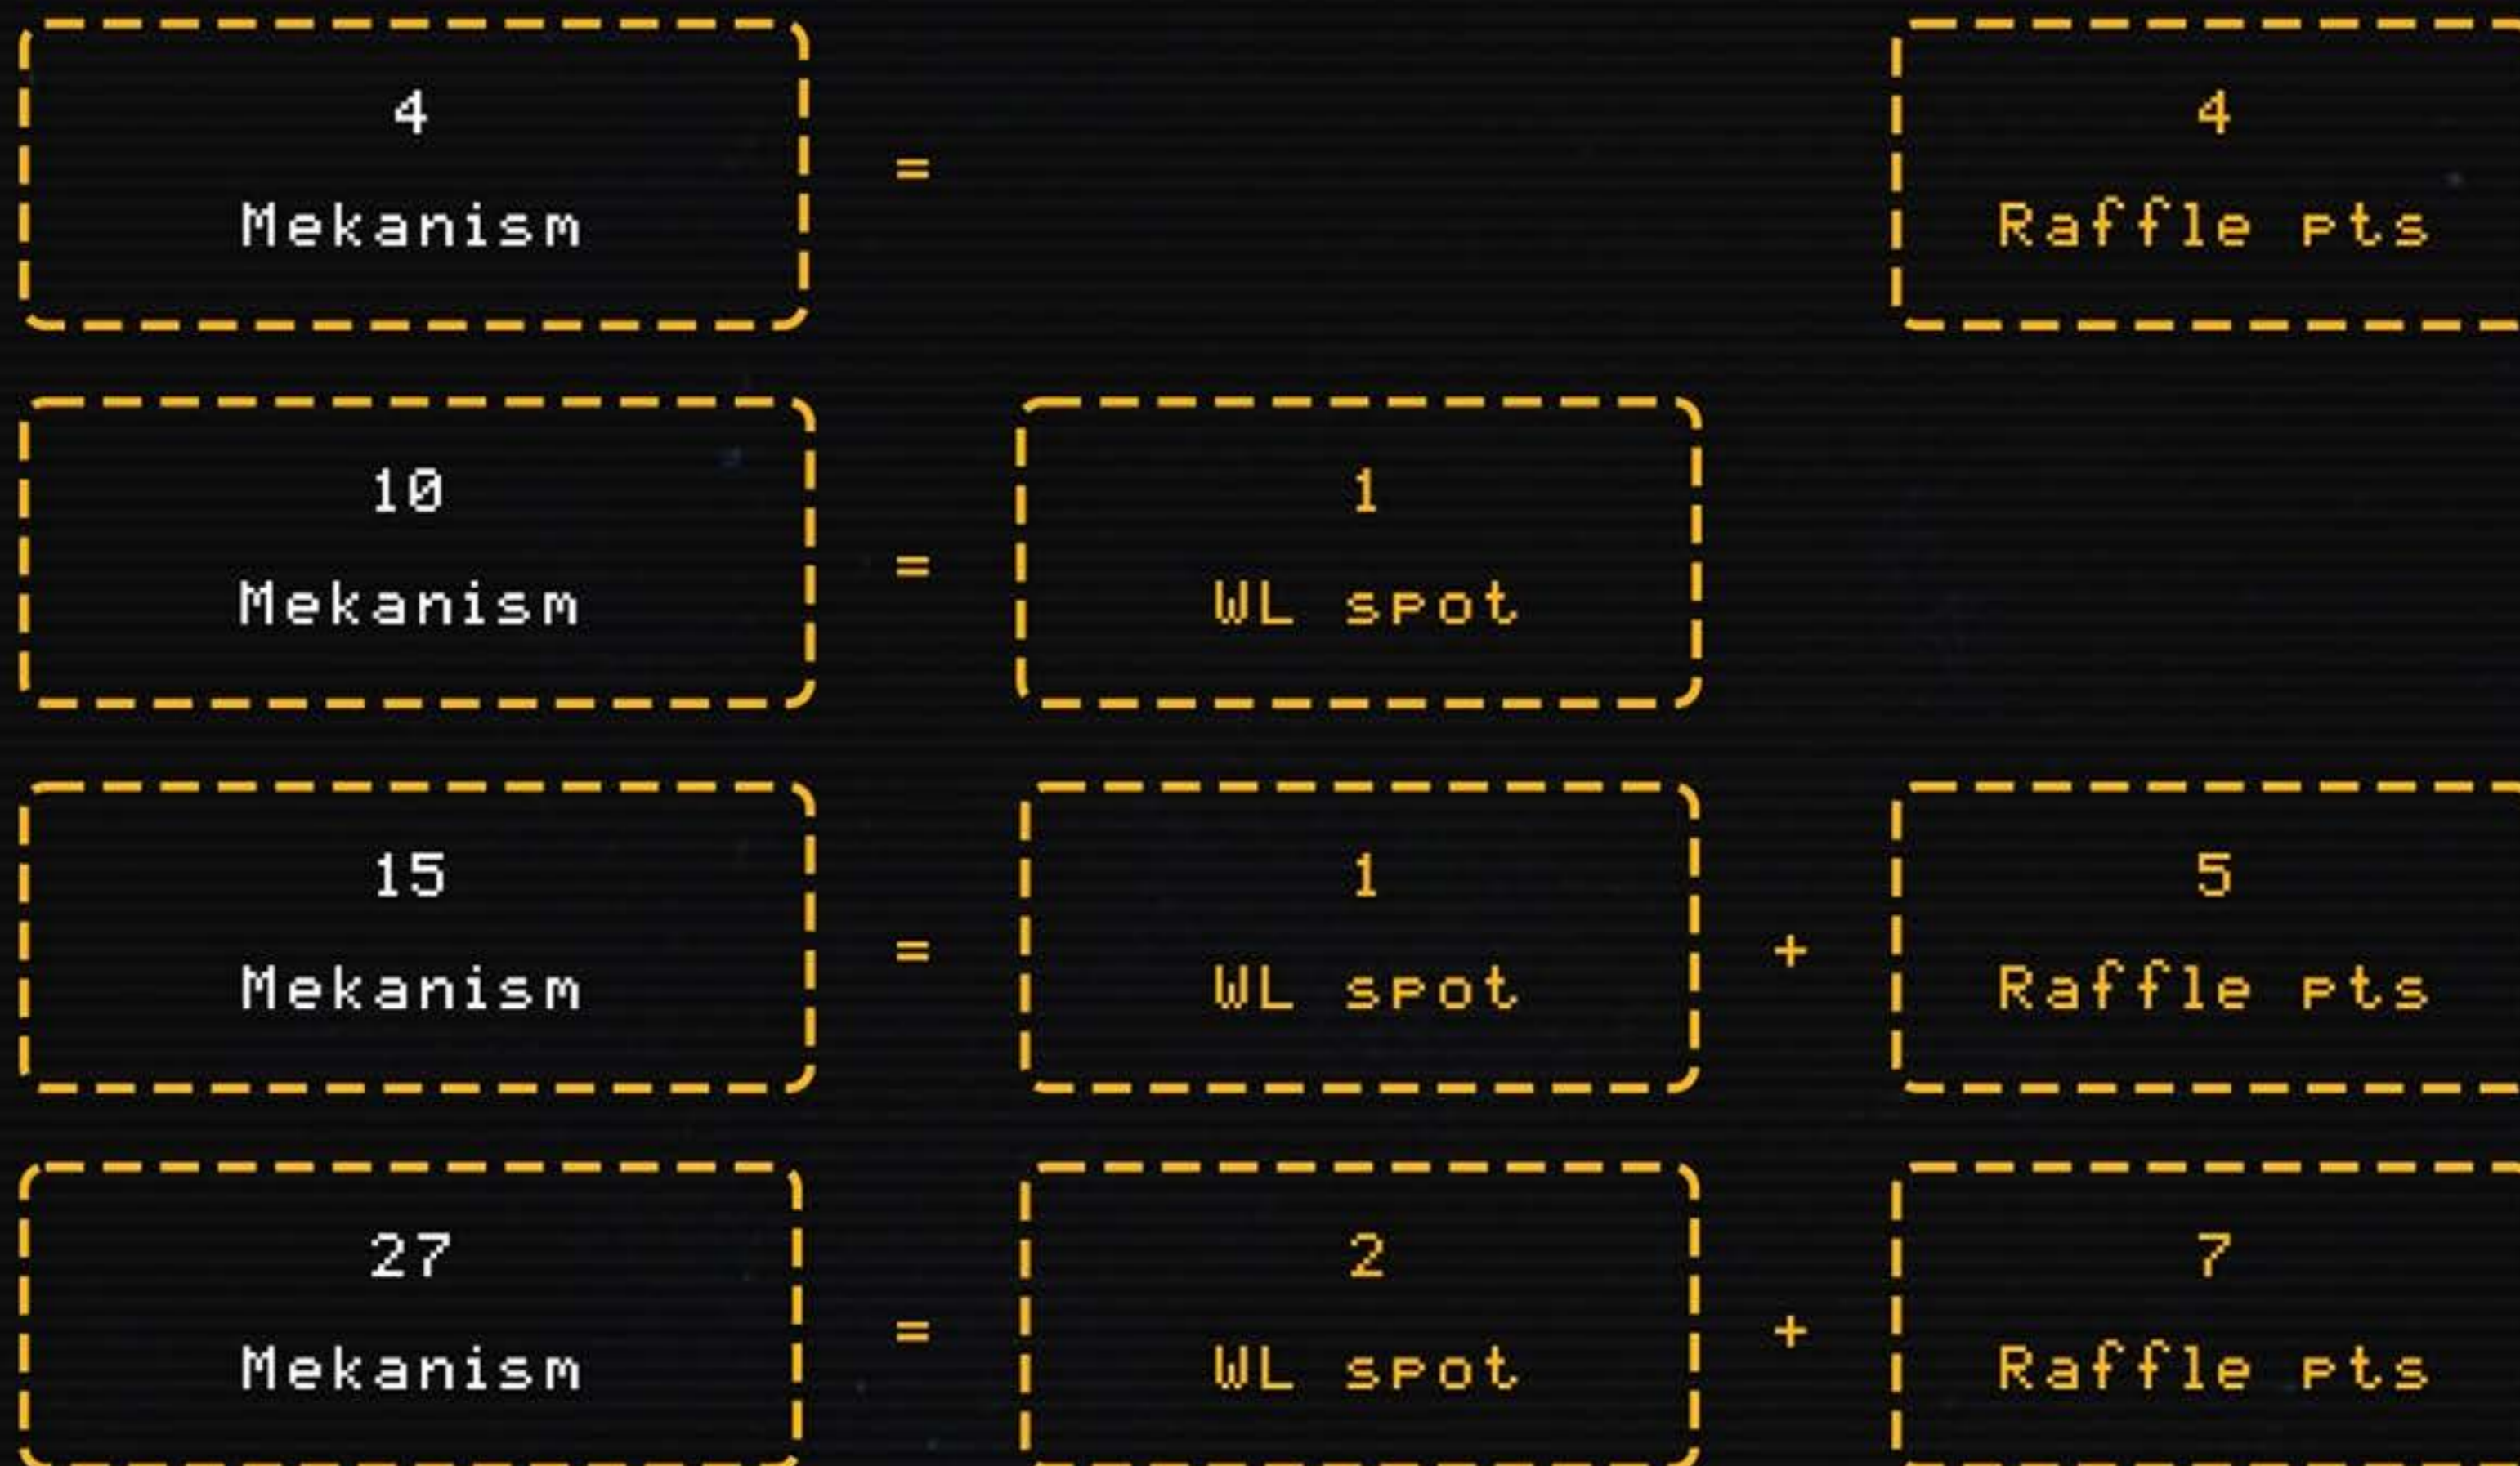 4
Mekanism
=
4
Raffle pts
10
Mekanism
=
1
WL spot
15
Mekanism
=
1
WL spot
+
5
Raffle pts
27
Mekanism
=
2
WL spot
+
7
Raffle pts